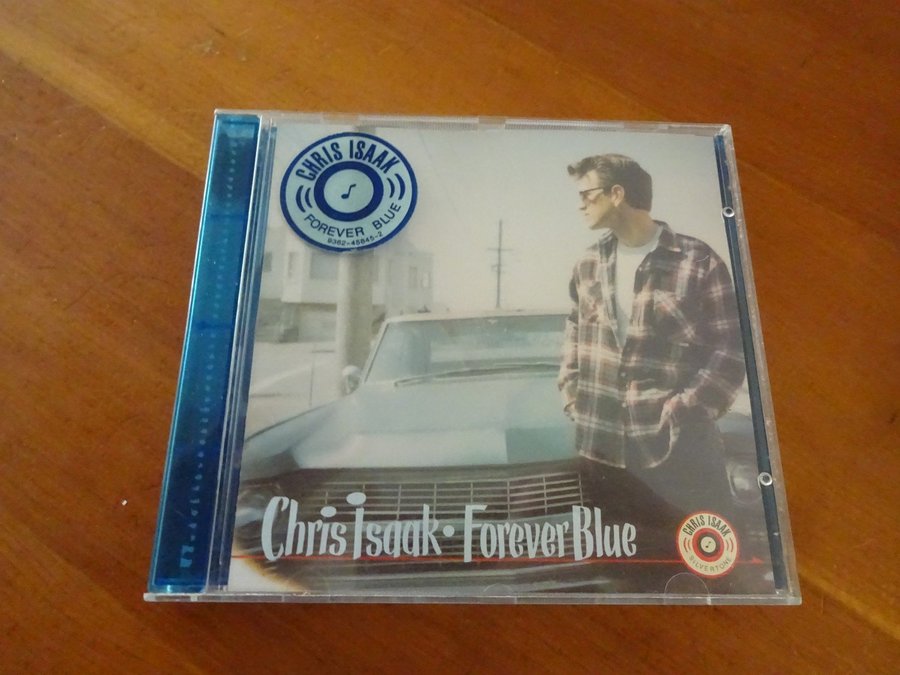 CHRIS ISAAK
FOREVER BLUE
9362-45845-2
Chris Isaak • Forever Blue
CHRIS ISAAK
SILVERTONE